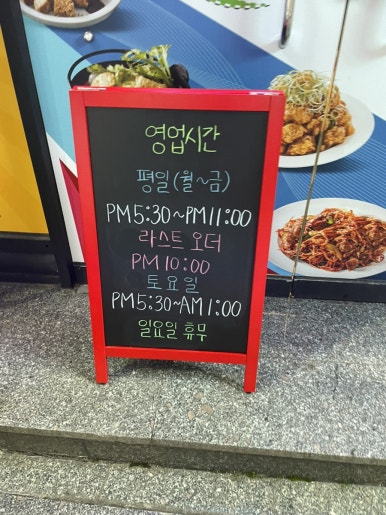 영업시간
평일(월~금)
PM5:30~PM11:00
라스트 오더
PM 10:00
토요일
PM5:30~AM1:00
일요일 휴무